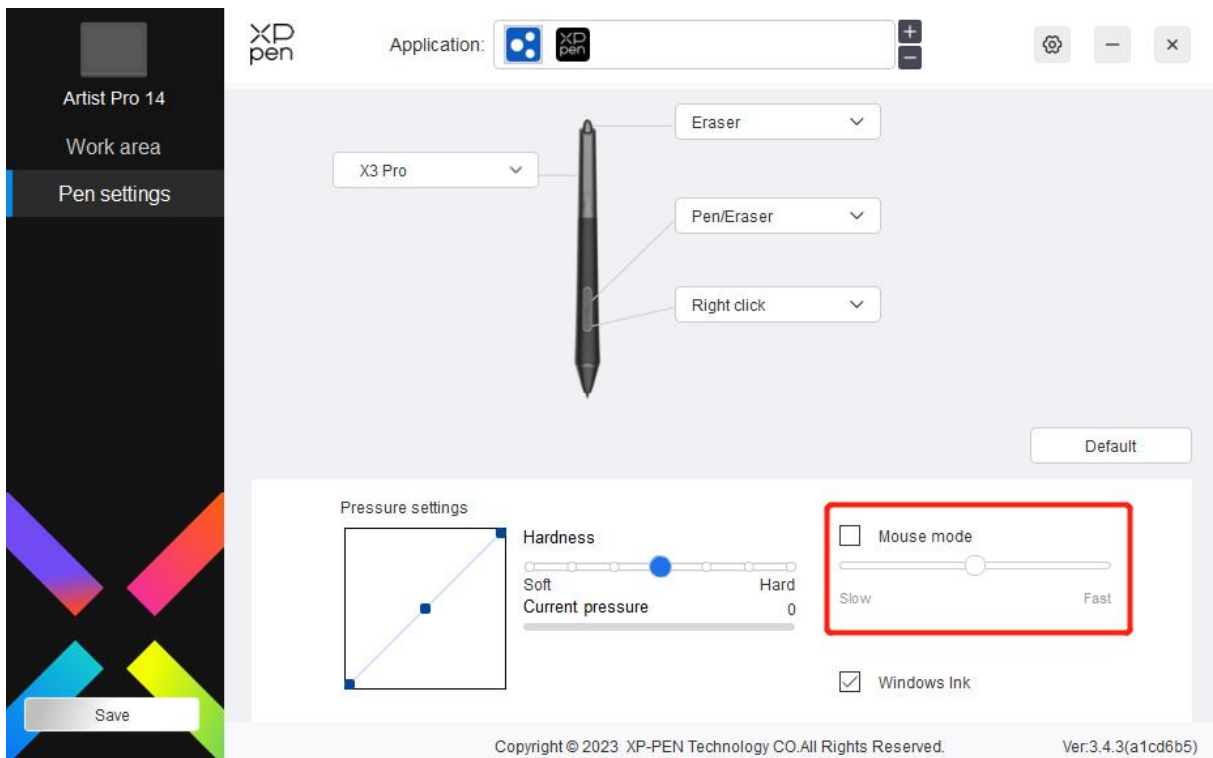 XP
pen
Application:
XP
pen
Artist Pro 14
Work area
Pen settings
Eraser
X3 Pro
Pen/Eraser
Right click
Default
Pressure settings
Hardness
Soft
Hard
Current pressure
0
Mouse mode
Slow
Fast
Windows Ink
Save
Copyright © 2023 XP-PEN Technology CO.All Rights Reserved.
Ver:3.4.3(a1cd6b5)